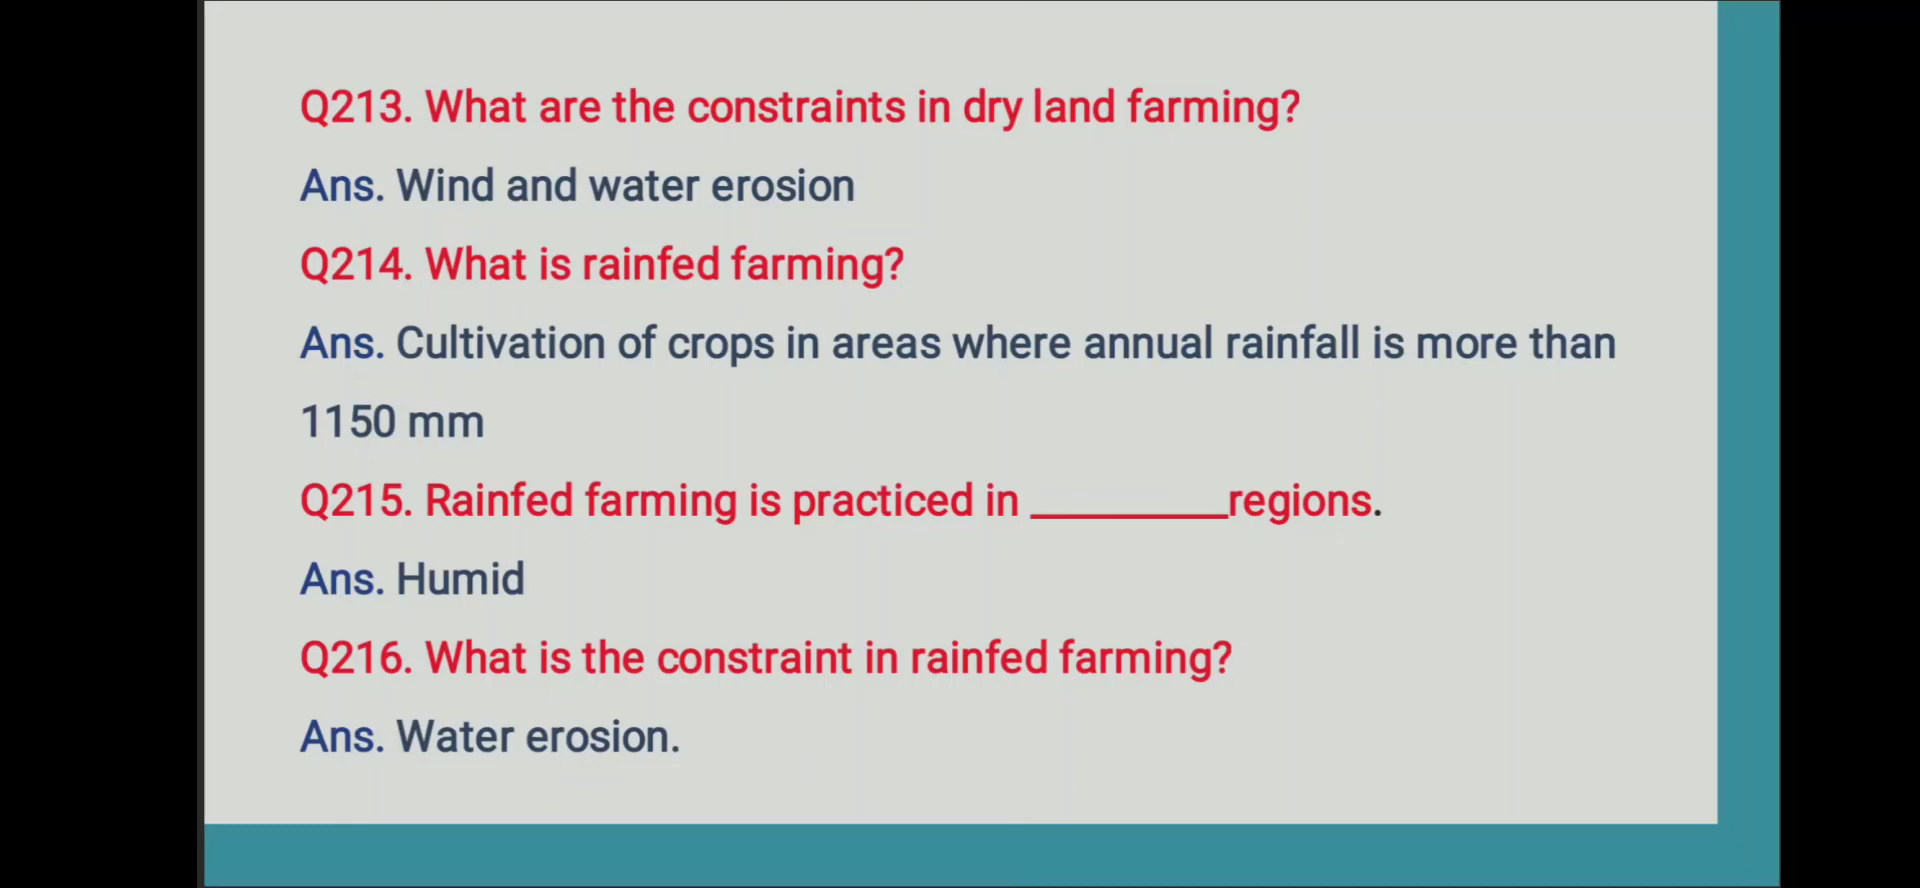 Q213. What are the constraints in dry land farming?
Ans. Wind and water erosion
Q214. What is rainfed farming?
Ans. Cultivation of crops in areas where annual rainfall is more than
1150 mm
Q215. Rainfed farming is practiced in _________regions.
Ans. Humid
Q216. What is the constraint in rainfed farming?
Ans. Water erosion.